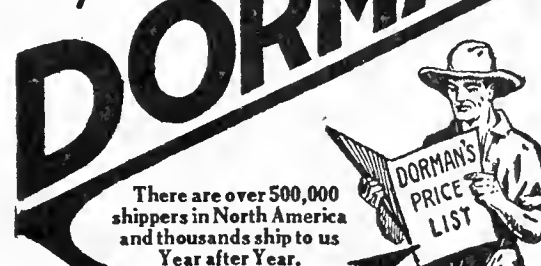 DORMA
DORMAN'S
PRICE
LIST
There are over 500,000
shippers in North America
and thousands ship to us
Year after Year.